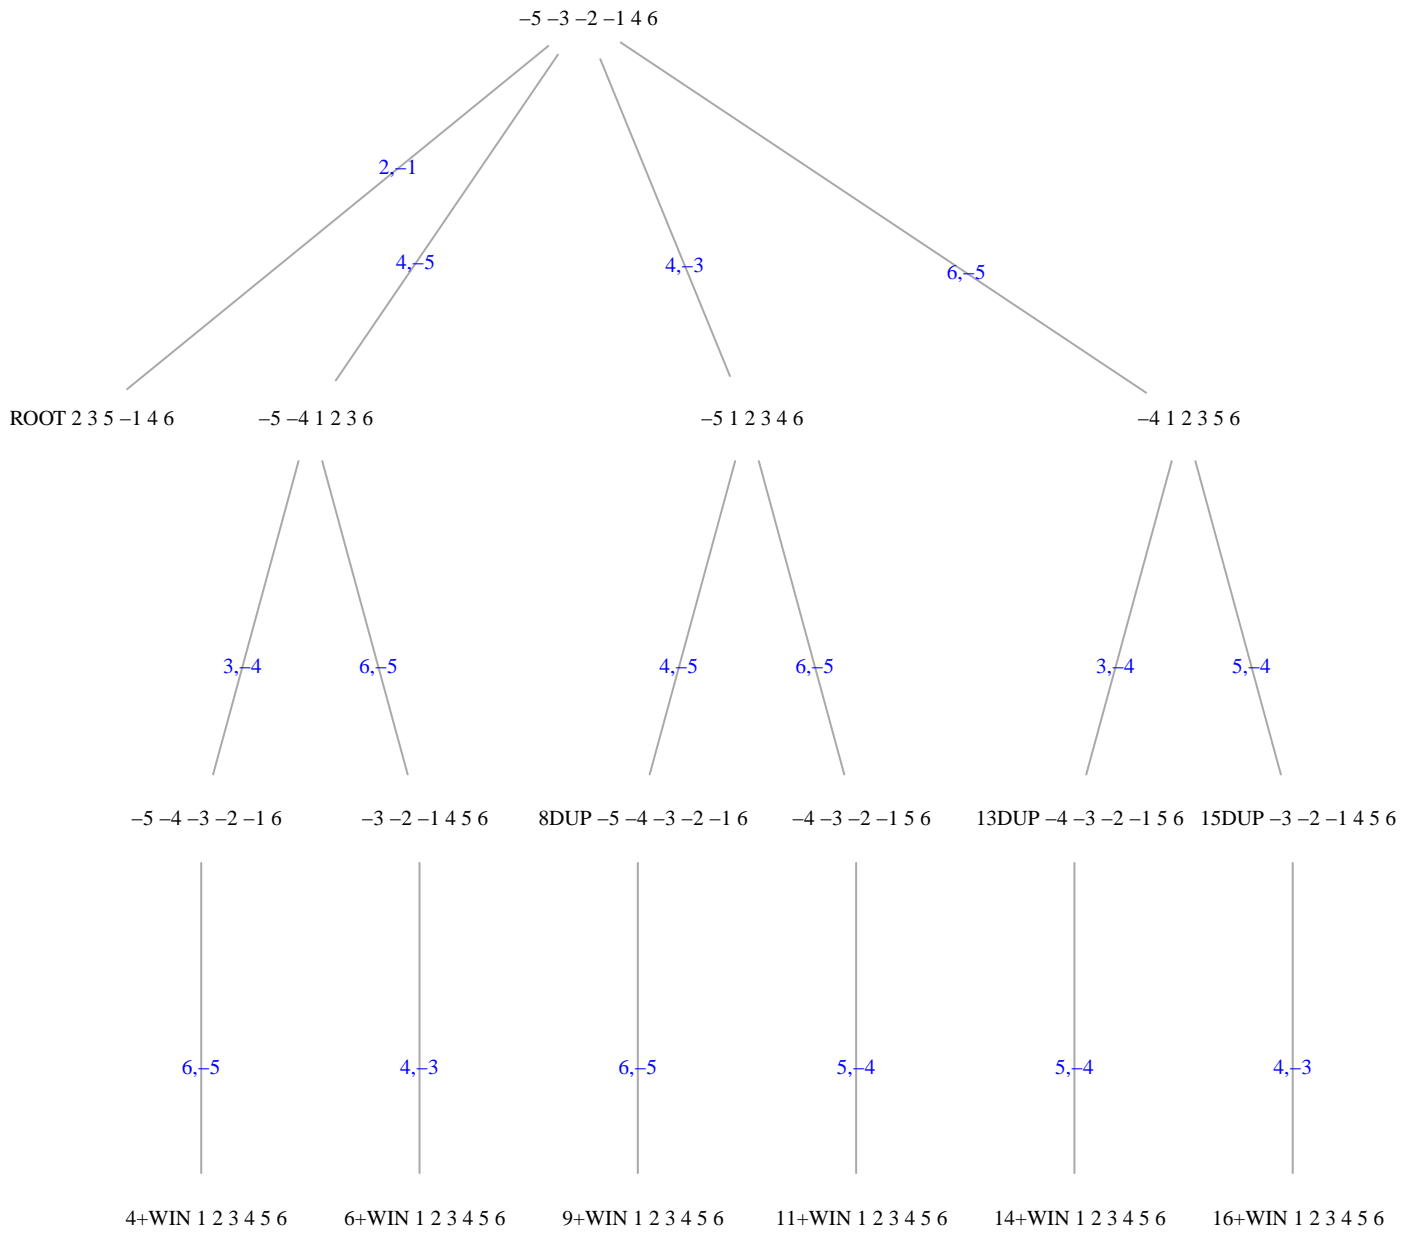 –5 –3 –2 –1 4 6
2,–1
4,–5
4,–3
6,–5
ROOT 2 3 5 –1 4 6
–5 –4 1 2 3 6
–5 1 2 3 4 6
–4 1 2 3 5 6
3,–4
6,–5
4,–5
6,–5
3,–4
5,–4
–5 –4 –3 –2 –1 6
–3 –2 –1 4 5 6
8DUP –5 –4 –3 –2 –1 6
–4 –3 –2 –1 5 6
13DUP –4 –3 –2 –1 5 6
15DUP –3 –2 –1 4 5 6
6,–5
4,–3
6,–5
5,–4
5,–4
4,–3
4+WIN 1 2 3 4 5 6
6+WIN 1 2 3 4 5 6
9+WIN 1 2 3 4 5 6
11+WIN 1 2 3 4 5 6
14+WIN 1 2 3 4 5 6
16+WIN 1 2 3 4 5 6